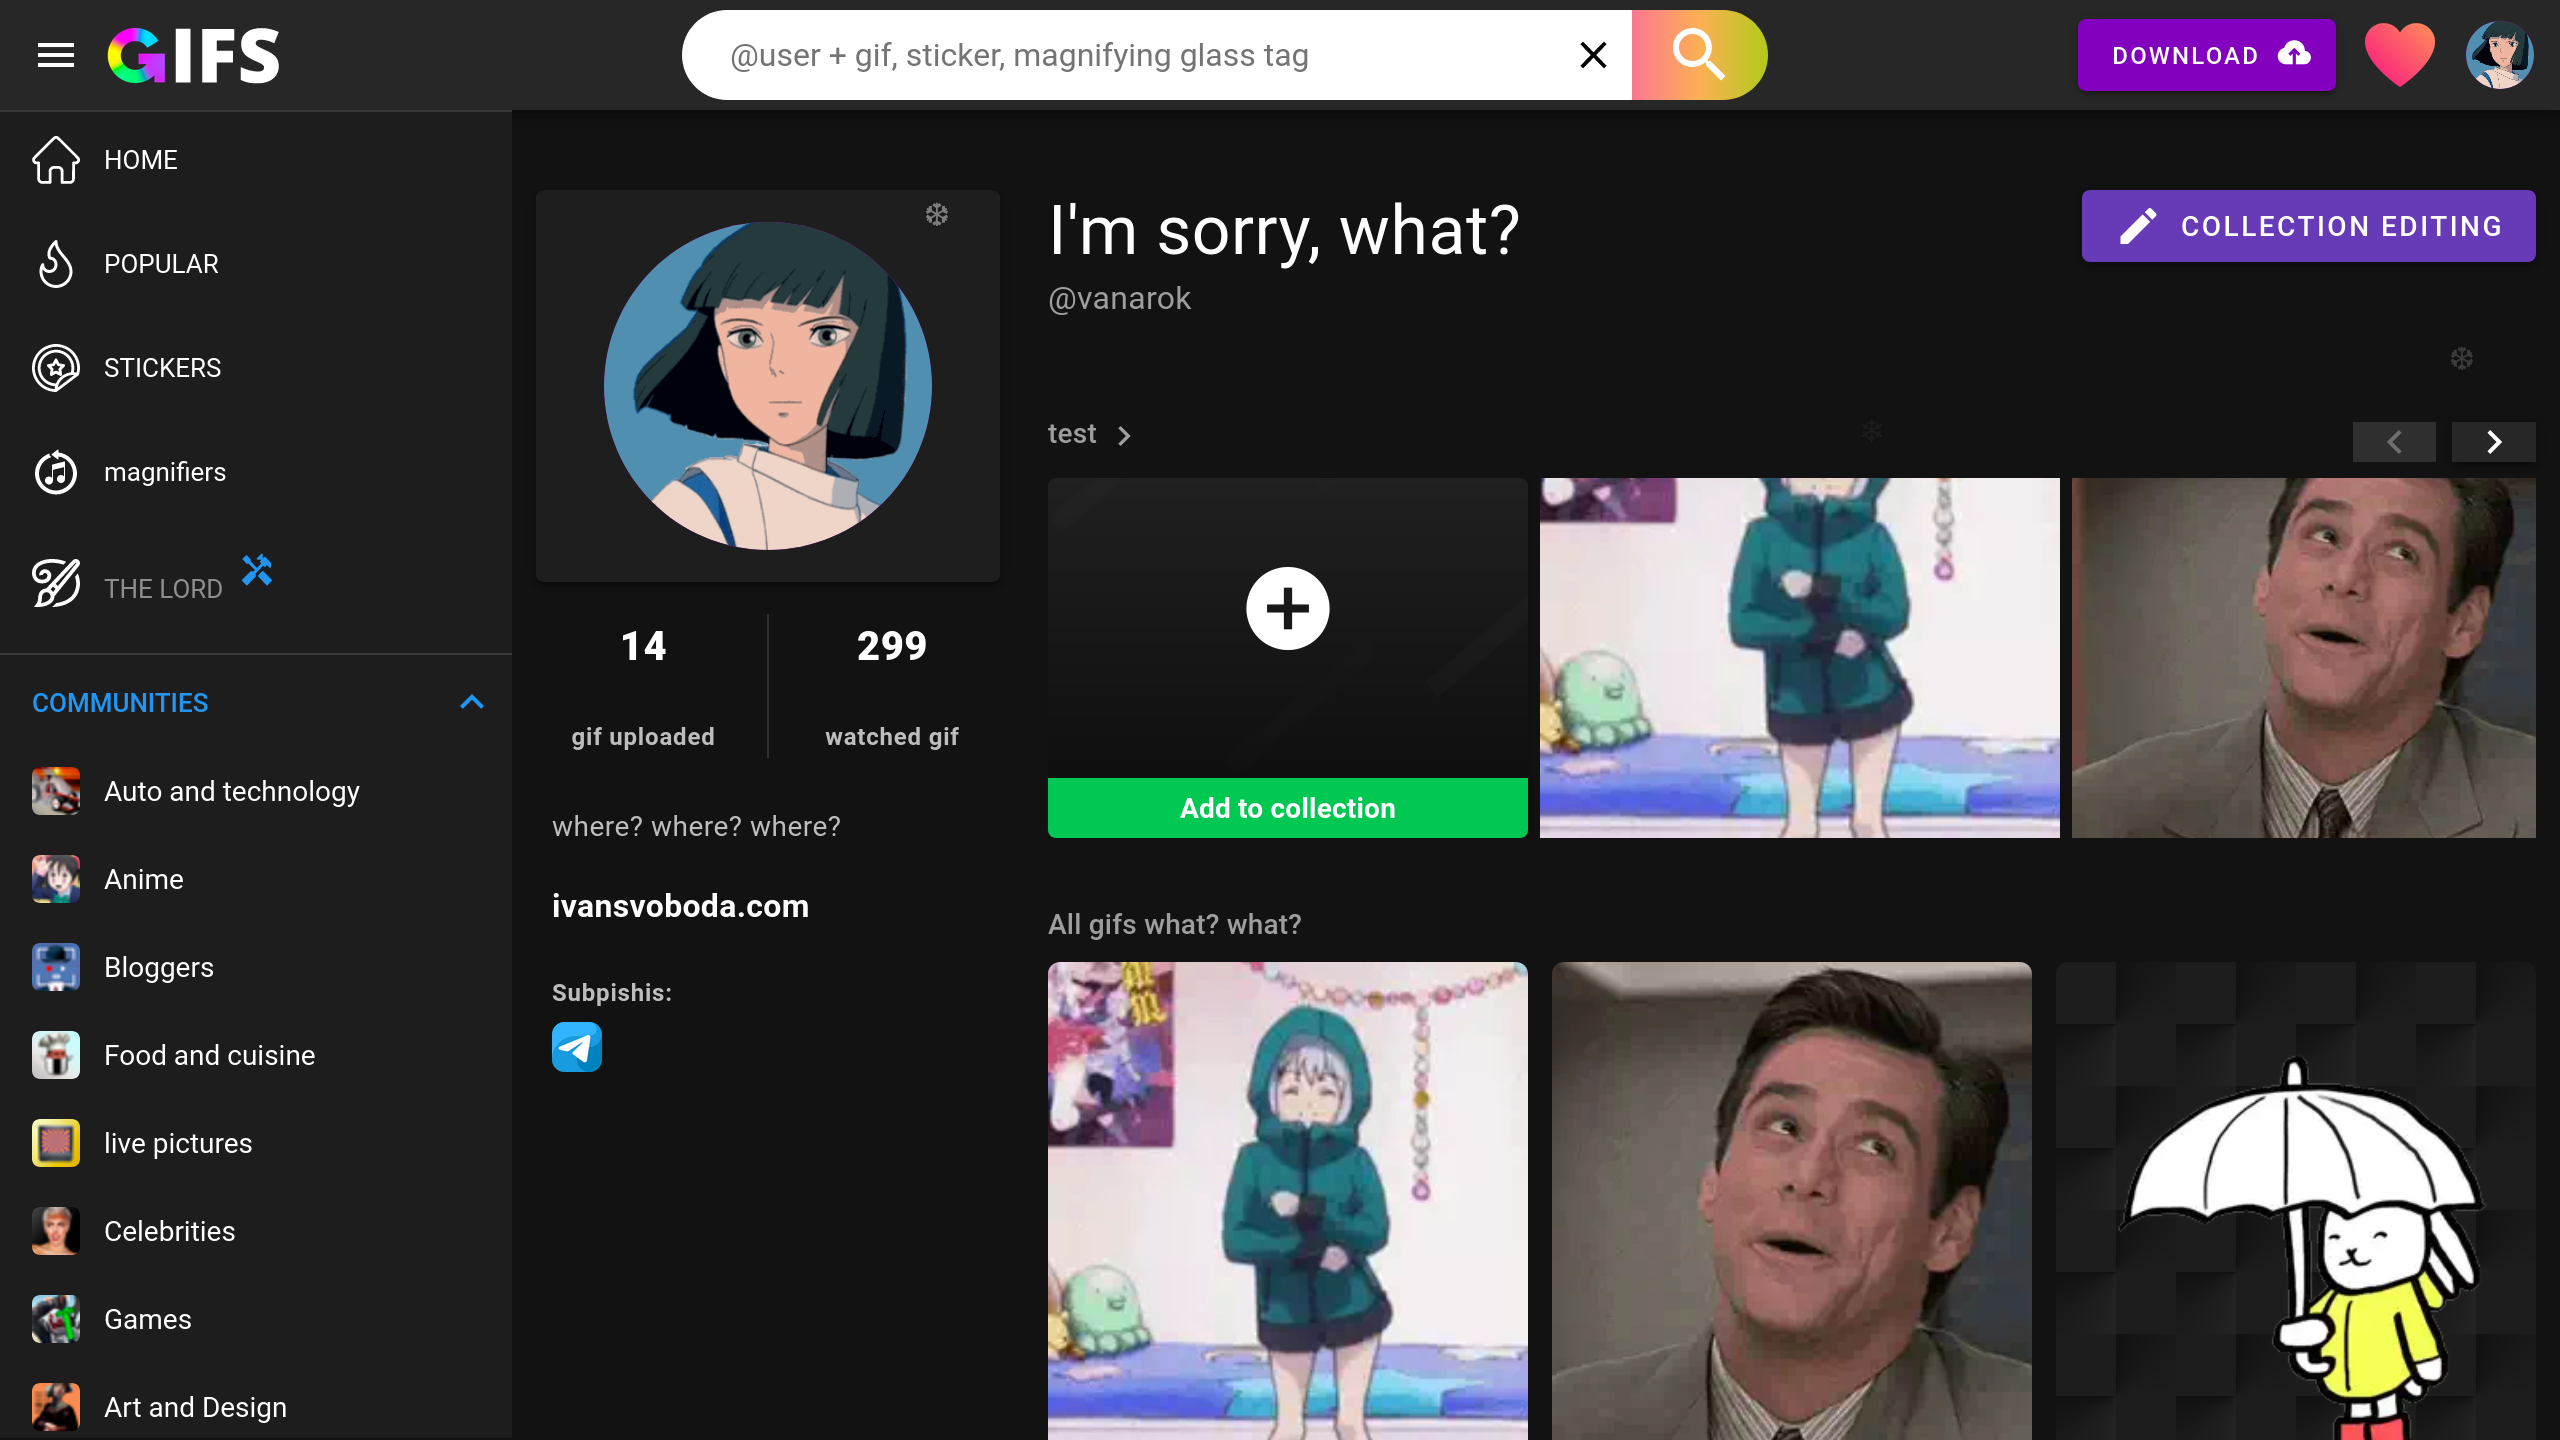 GIFS
@user + gif, sticker, magnifying glass tag
DOWNLOAD
HOME
POPULAR
STICKERS
magnifiers
THE LORD
COMMUNITIES
Auto and technology
Anime
Bloggers
Food and cuisine
live pictures
Celebrities
Games
Art and Design
14
gif uploaded
299
watched gif
where? where? where?
ivansvoboda.com
Subpishis:
I'm sorry, what?
@vanarok
COLLECTION EDITING
test
Add to collection
All gifs what? what?